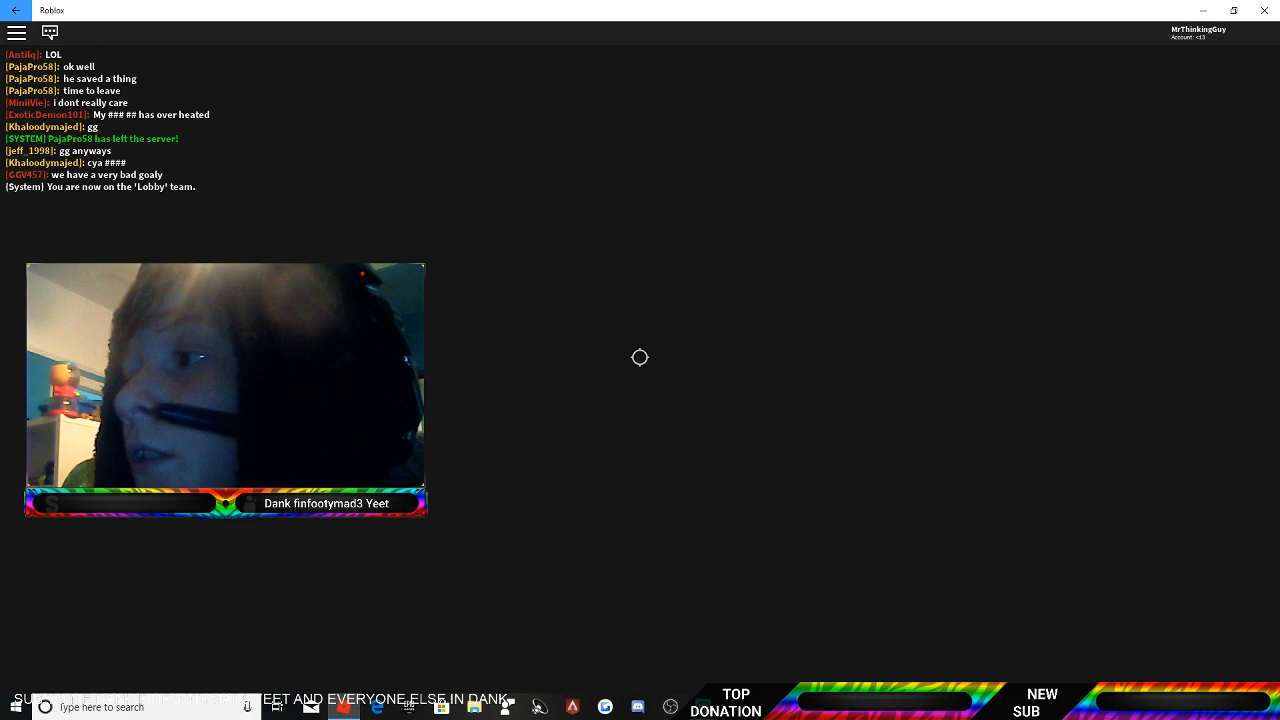 Roblox
MrThinkingGuy
Account: <13
[Antilq]: LOL
[PajaPro58]: ok well
[PajaPro58]: he saved a thing
[PajaPro58]: time to leave
[MiniiVie]: i dont really care
[ExoticDemon101]: My ### ## has over heated
[Khaloodymajed]: gg
[SYSTEM] PajaPro58 has left the server!
[jeff_1998]: gg anyways
[Khaloodymajed]: cya ####
[GGV457]: we have a very bad goaly
{System} You are now on the 'Lobby' team.
S
Dank finfootymad3 Yeet
EET AND EVERYONE ELSE IN DANK
Type here to search
TOP
DONATION
NEW
SUB